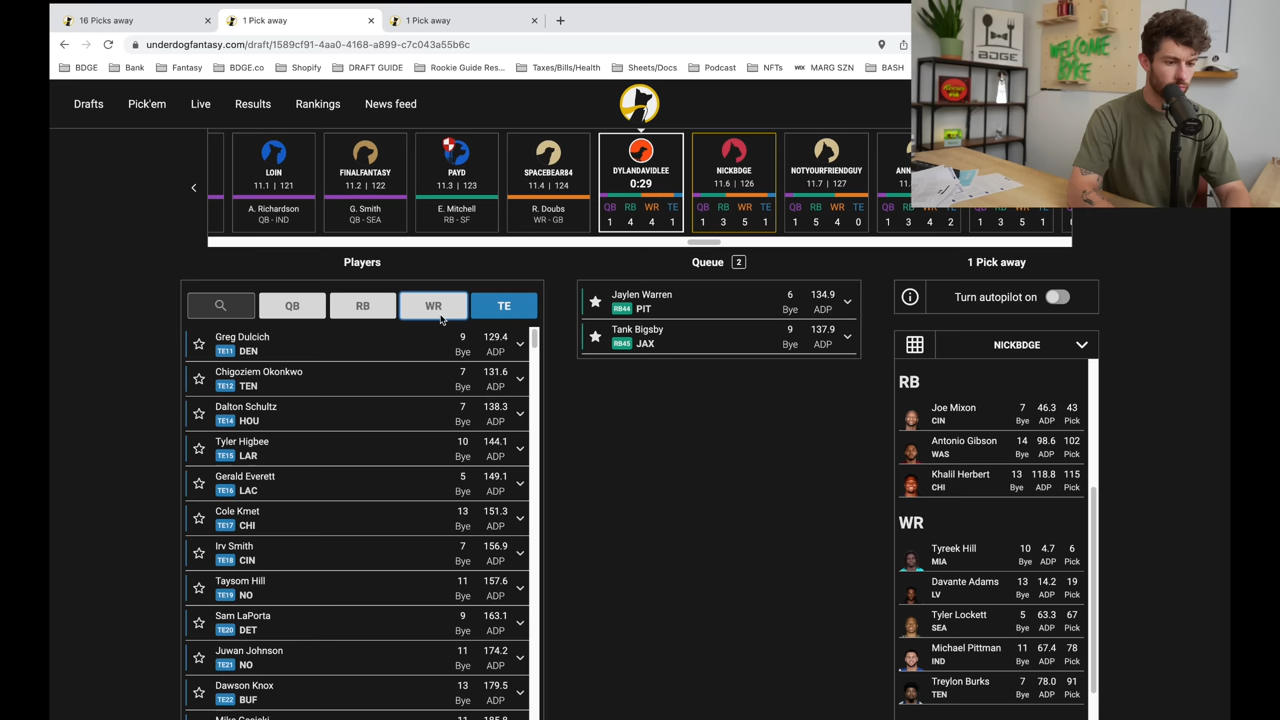 16 Picks away
1 Pick away
1 Pick away
underdogfantasy.com/draft/1589cf91-4aa0-4168-a899-c7c043a55b6c
BDGE
Bank
Fantasy
BDGE.co
Shopify
DRAFT GUIDE
Rookie Guide Res...
Taxes/Bills/Health
Sheets/Docs
Podcast
NFTs
WIX MARG SZN
BASH
BDGE
WELCOME
BYKE
Drafts
Pick'em
Live
Results
Rankings
News feed
LOIN
11.1 | 121
A. Richardson
QB - IND
FINALFANTASY
11.2 | 122
G. Smith
QB - SEA
PAYD
11.3 | 123
E. Mitchell
RB - SF
SPACEBEAR84
11.4 | 124
R. Doubs
WR - GB
DYLANDAVIDLEE
0:29
QB RB WR TE
1 4 4 1
NICKBDGE
11.6 | 126
QB RB WR TE
1 3 5 1
NOTYOURFRIENDGUY
11.7 | 127
QB RB WR TE
1 5 4 0
ANN
11.
QB RB WR TE
1 3 4 2
1 3 5 1
Players
QB
RB
WR
TE
Greg Dulcich 9 129.4
TE11 DEN Bye ADP
Chigoziem Okonkwo 7 131.6
TE12 TEN Bye ADP
Dalton Schultz 7 138.3
TE14 HOU Bye ADP
Tyler Higbee 10 144.1
TE15 LAR Bye ADP
Gerald Everett 5 149.1
TE16 LAC Bye ADP
Cole Kmet 13 151.3
TE17 CHI Bye ADP
Irv Smith 7 156.9
TE18 CIN Bye ADP
Taysom Hill 11 157.6
TE19 NO Bye ADP
Sam LaPorta 9 163.1
TE20 DET Bye ADP
Juwan Johnson 11 174.2
TE21 NO Bye ADP
Dawson Knox 13 179.5
TE22 BUF Bye ADP
Queue 2
Jaylen Warren 6 134.9
RB44 PIT Bye ADP
Tank Bigsby 9 137.9
RB45 JAX Bye ADP
1 Pick away
Turn autopilot on
NICKBDGE
RB
Joe Mixon 7 46.3 43
CIN Bye ADP Pick
Antonio Gibson 14 98.6 102
WAS Bye ADP Pick
Khalil Herbert 13 118.8 115
CHI Bye ADP Pick
WR
Tyreek Hill 10 4.7 6
MIA Bye ADP Pick
Davante Adams 13 14.2 19
LV Bye ADP Pick
Tyler Lockett 5 63.3 67
SEA Bye ADP Pick
Michael Pittman 11 67.4 78
IND Bye ADP Pick
Treylon Burks 7 78.0 91
TEN Bye ADP Pick